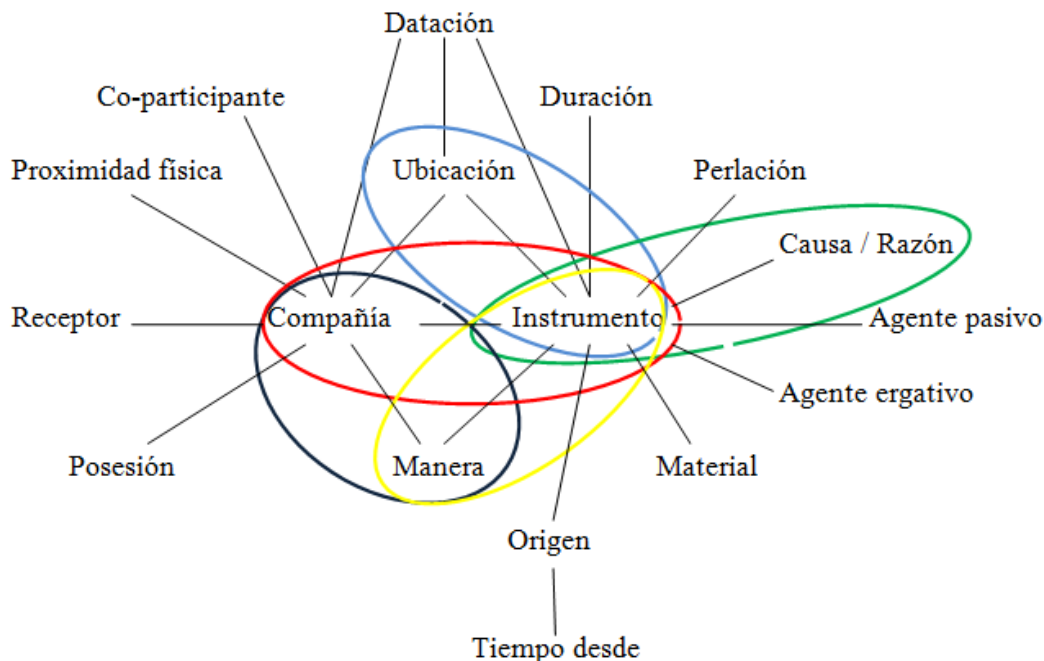 Datación
Co-participante
Duración
Proximidad física
Ubicación
Perlación
Causa / Razón
Receptor
Compañía
Instrumento
Agente pasivo
Agente ergativo
Posesión
Manera
Material
Origen
Tiempo desde